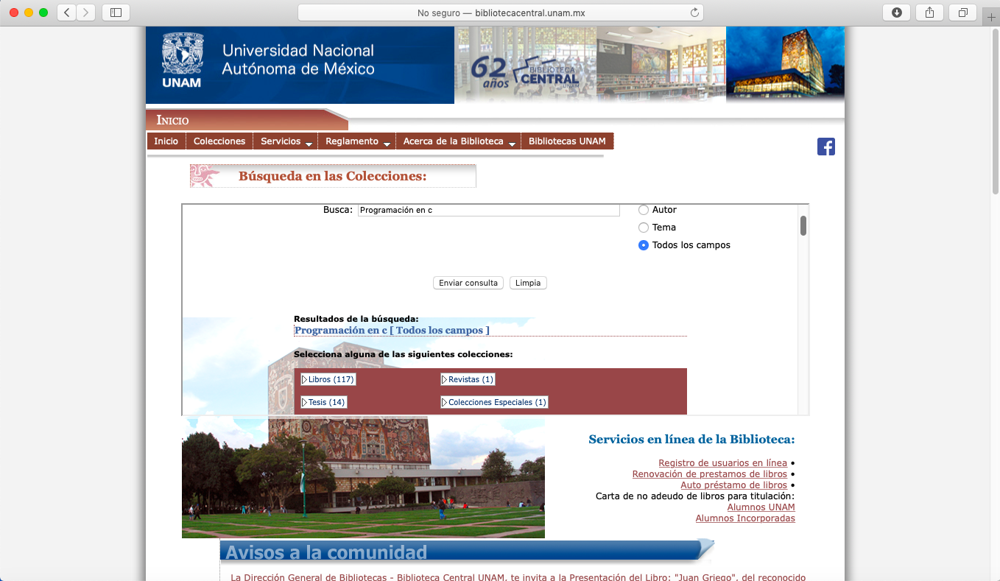 No seguro — bibliotecacentral.unam.mx
UNAM
Universidad Nacional
Autónoma de México
62 años
BIBLIOTECA
CENTRAL
UNAM
INICIO
Inicio Colecciones Servicios Reglamento Acerca de la Biblioteca Bibliotecas UNAM
Búsqueda en las Colecciones:
Busca: Programación en c
Autor
Tema
Todos los campos
Enviar consulta Limpia
Resultados de la búsqueda:
Programación en c [ Todos los campos ]
Selecciona alguna de las siguientes colecciones:
Libros (117) Revistas (1)
Tesis (14) Colecciones Especiales (1)
Servicios en línea de la Biblioteca:
Registro de usuarios en línea •
Renovación de prestamos de libros •
Auto préstamo de libros •
Carta de no adeudo de libros para titulación:
Alumnos UNAM
Alumnos Incorporadas
Avisos a la comunidad
La Dirección General de Bibliotecas - Biblioteca Central UNAM, te invita a la Presentación del Libro: "Juan Griego", del reconocido